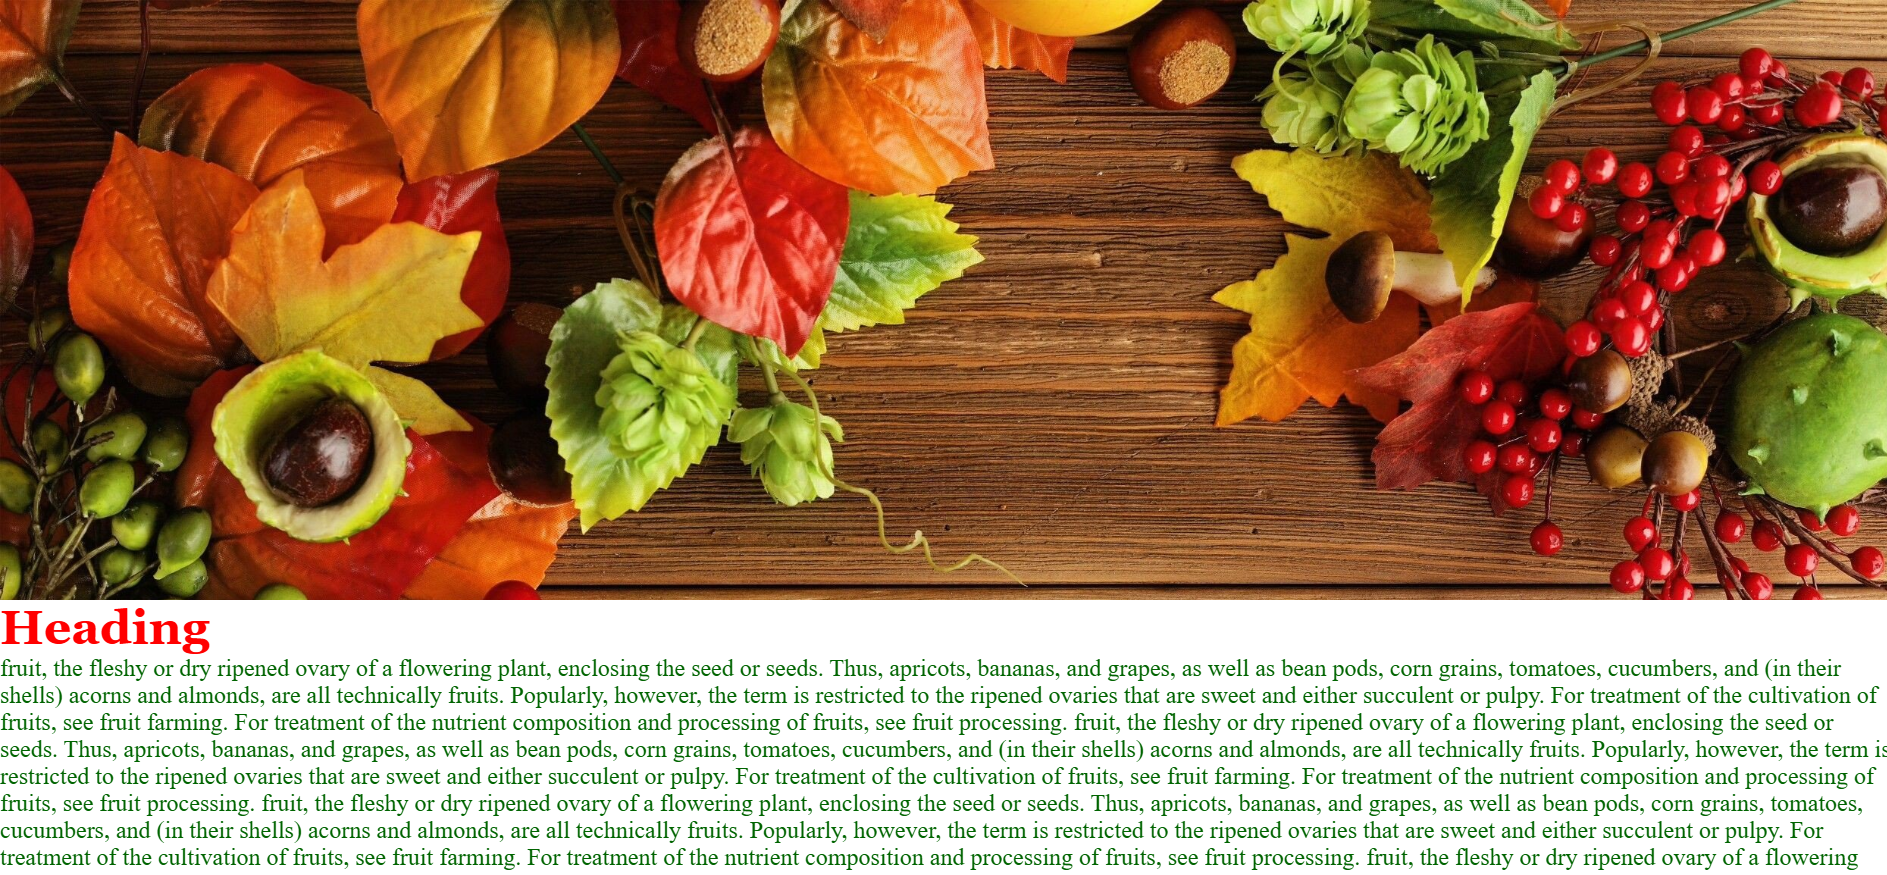 Heading
fruit, the fleshy or dry ripened ovary of a flowering plant, enclosing the seed or seeds. Thus, apricots, bananas, and grapes, as well as bean pods, corn grains, tomatoes, cucumbers, and (in their
shells) acorns and almonds, are all technically fruits. Popularly, however, the term is restricted to the ripened ovaries that are sweet and either succulent or pulpy. For treatment of the cultivation of
fruits, see fruit farming. For treatment of the nutrient composition and processing of fruits, see fruit processing. fruit, the fleshy or dry ripened ovary of a flowering plant, enclosing the seed or
seeds. Thus, apricots, bananas, and grapes, as well as bean pods, corn grains, tomatoes, cucumbers, and (in their shells) acorns and almonds, are all technically fruits. Popularly, however, the term is
restricted to the ripened ovaries that are sweet and either succulent or pulpy. For treatment of the cultivation of fruits, see fruit farming. For treatment of the nutrient composition and processing of
fruits, see fruit processing. fruit, the fleshy or dry ripened ovary of a flowering plant, enclosing the seed or seeds. Thus, apricots, bananas, and grapes, as well as bean pods, corn grains, tomatoes,
cucumbers, and (in their shells) acorns and almonds, are all technically fruits. Popularly, however, the term is restricted to the ripened ovaries that are sweet and either succulent or pulpy. For
treatment of the cultivation of fruits, see fruit farming. For treatment of the nutrient composition and processing of fruits, see fruit processing. fruit, the fleshy or dry ripened ovary of a flowering